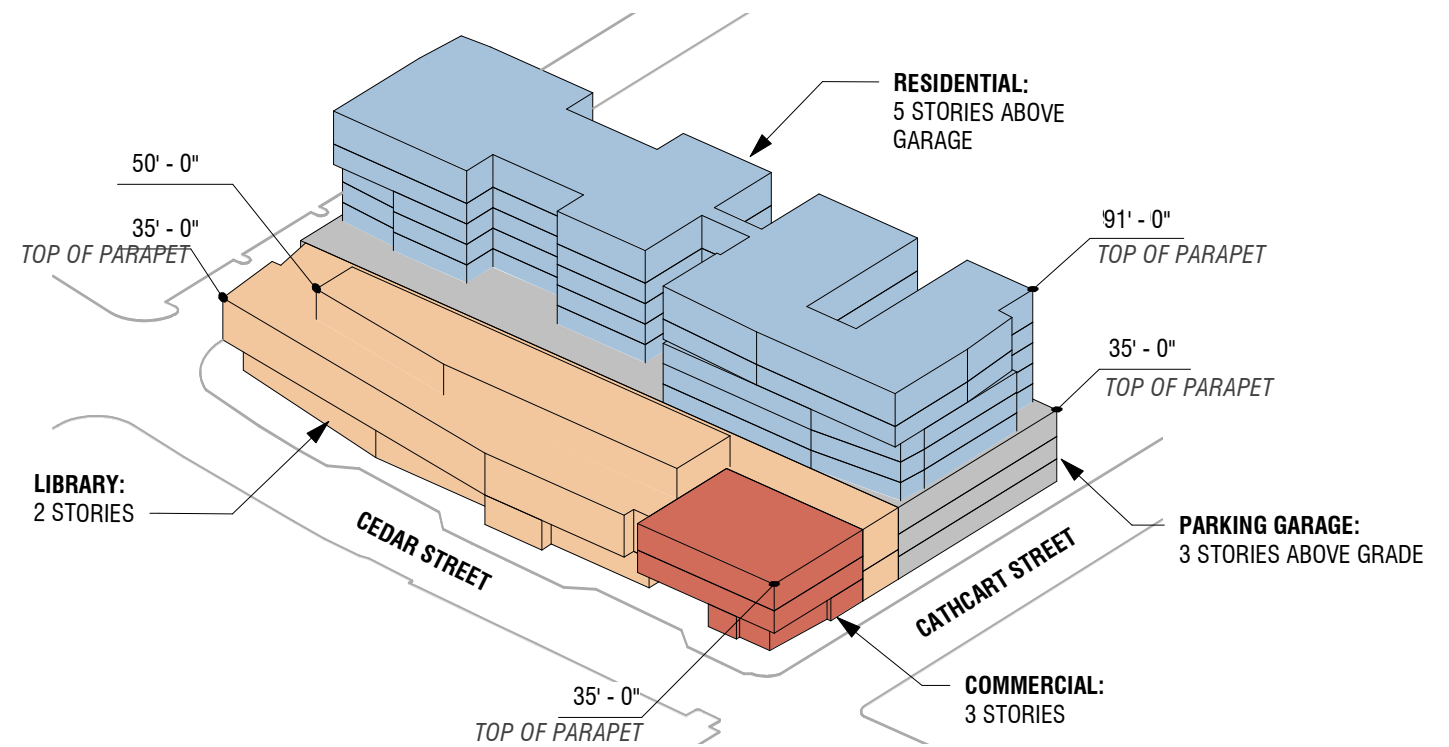 RESIDENTIAL:
5 STORIES ABOVE
GARAGE
50' - 0"
35' - 0"
TOP OF PARAPET
91' - 0"
TOP OF PARAPET
35' - 0"
TOP OF PARAPET
LIBRARY:
2 STORIES
CEDAR STREET
CATHCART STREET
PARKING GARAGE:
3 STORIES ABOVE GRADE
COMMERCIAL:
3 STORIES
35' - 0"
TOP OF PARAPET